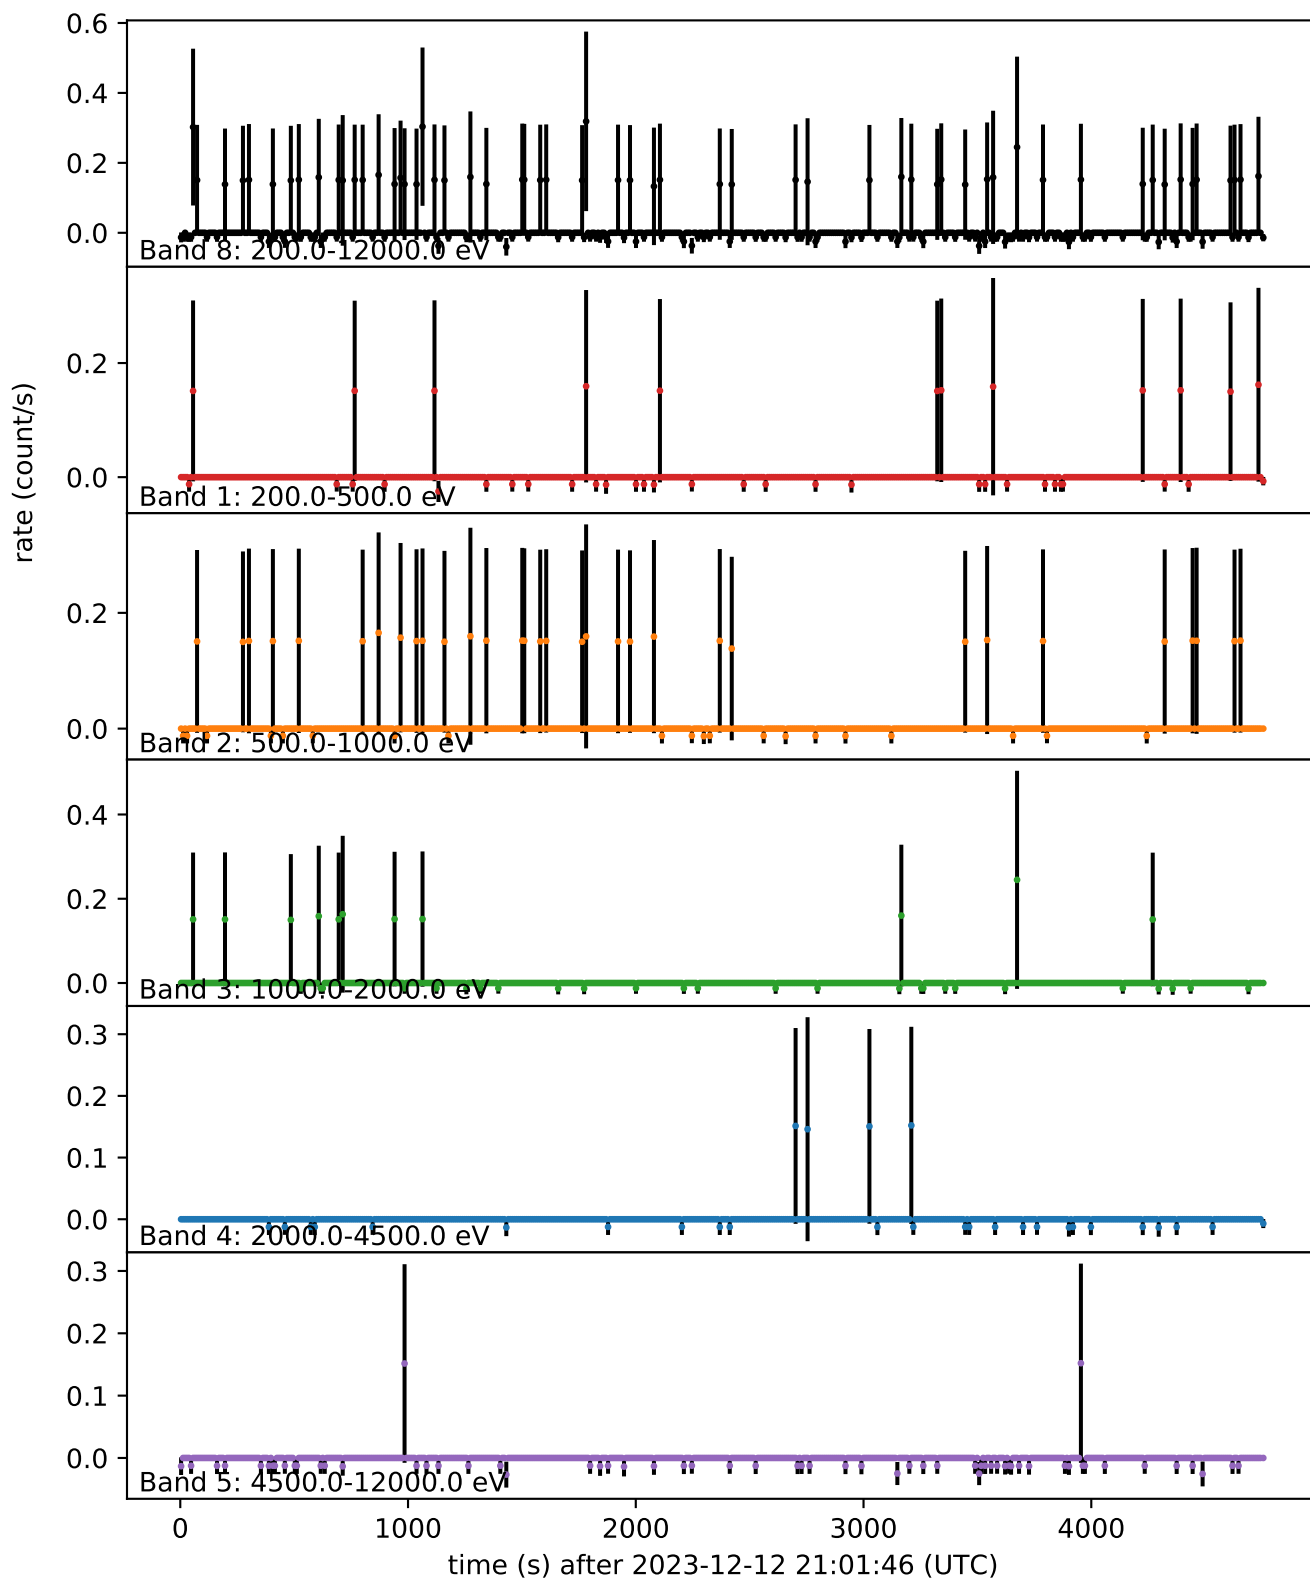 0.6
0.4
0.2
0.0
Band 8: 200.0-12000.0 eV
0.2
0.0
Band 1: 200.0-500.0 eV
rate (count/s)
0.2
0.0
Band 2: 500.0-1000.0 eV
0.4
0.2
0.0
Band 3: 1000.0-2000.0 eV
0.3
0.2
0.1
0.0
Band 4: 2000.0-4500.0 eV
0.3
0.2
0.1
0.0
Band 5: 4500.0-12000.0 eV
0 1000 2000 3000 4000
time (s) after 2023-12-12 21:01:46 (UTC)